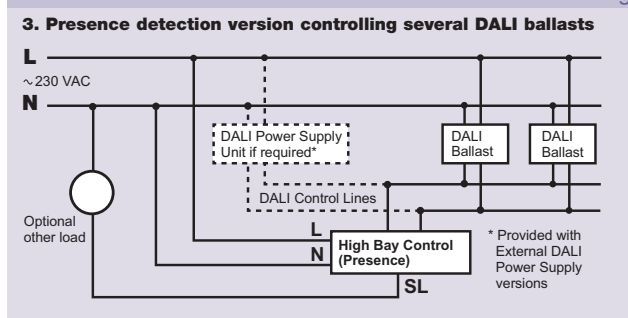 3. Presence detection version controlling several DALI ballasts
L
~230 VAC
N
DALI Power Supply
Unit if required*
DALI
Ballast
DALI
Ballast
DALI Control Lines
Optional
other load
L
N
High Bay Control
(Presence)
SL
* Provided with
External DALI
Power Supply
versions